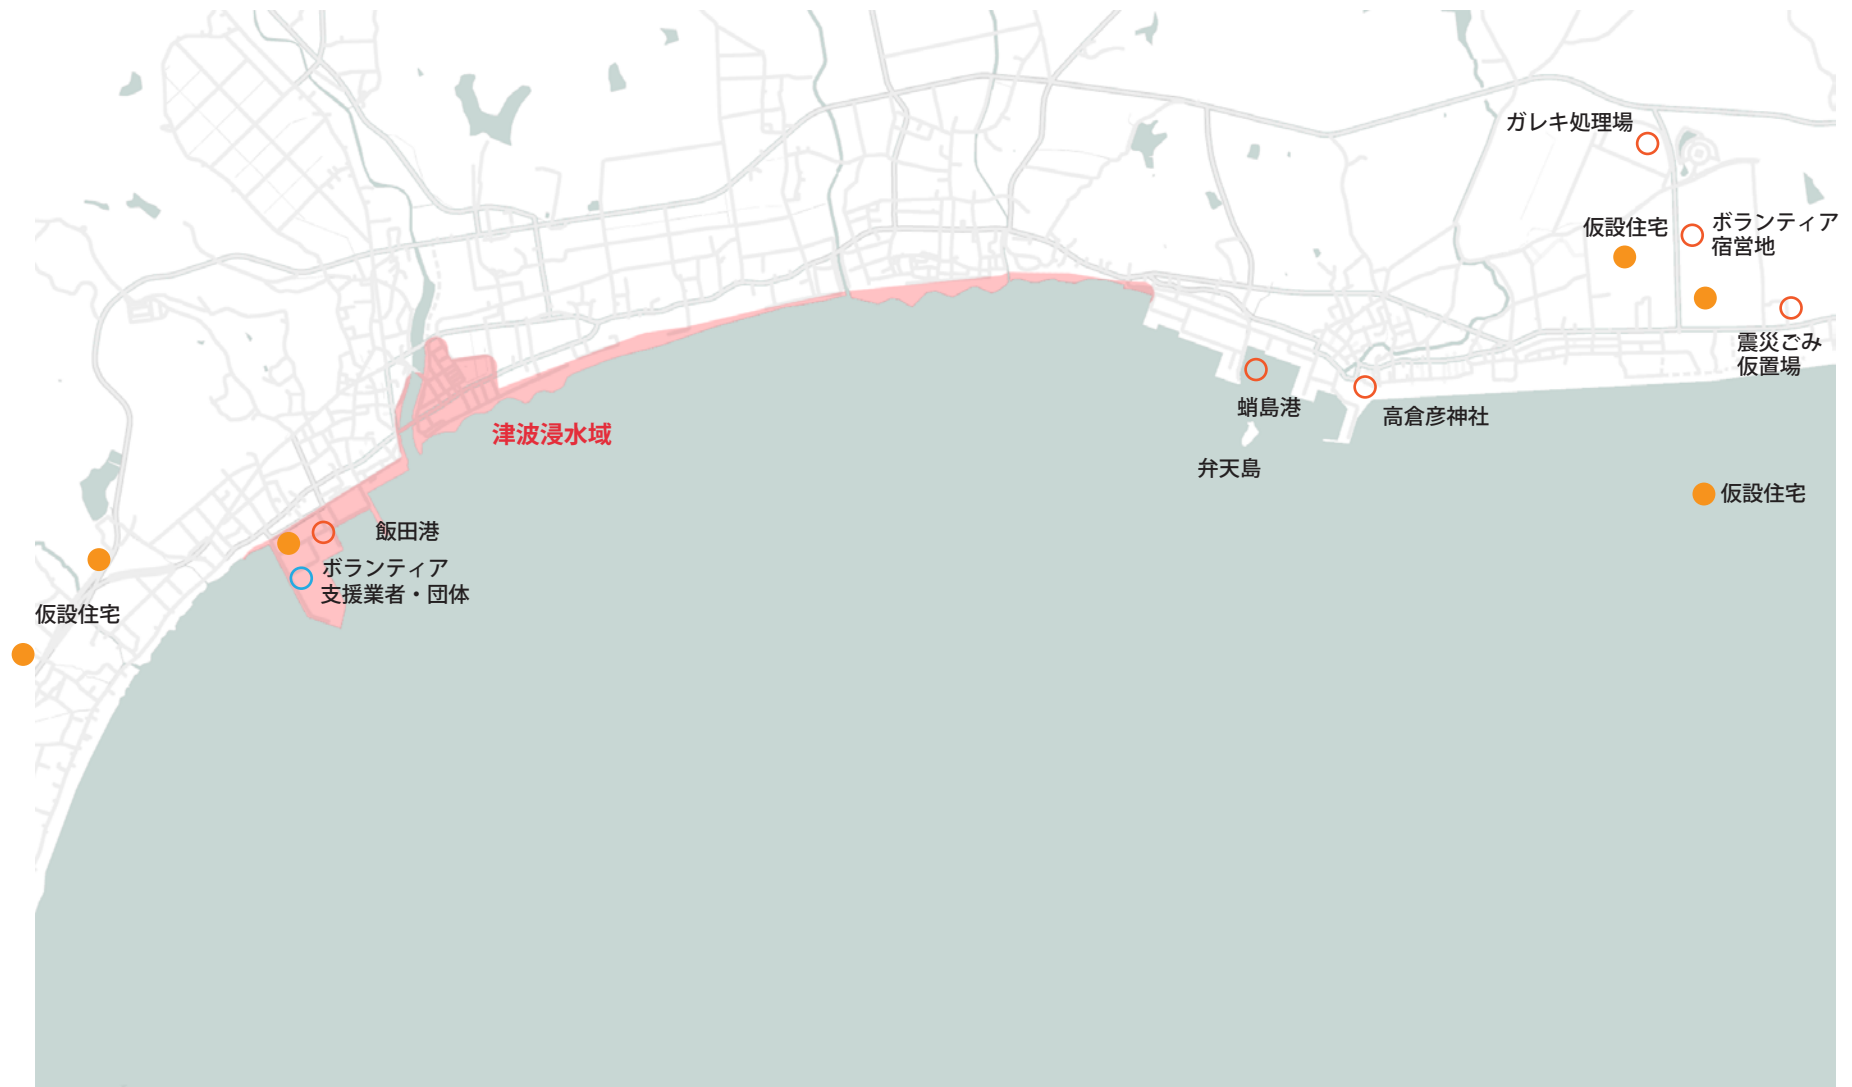 ガレキ処理場
仮設住宅
ボランティア
宿営地
震災ごみ
仮置場
蛸島港
高倉彦神社
津波浸水域
弁天島
仮設住宅
飯田港
ボランティア
支援業者・団体
仮設住宅